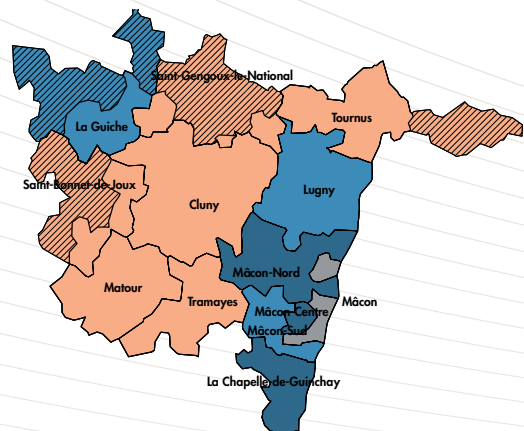 Saint-Gengoux-le-National
Tournus
La Guiche
Saint-Bonnet-de-Joux
Lugny
Cluny
Mâcon-Nord
Matour
Tramayes
Mâcon
Mâcon-Centre
Mâcon-Sud
La Chapelle-de-Guinchay